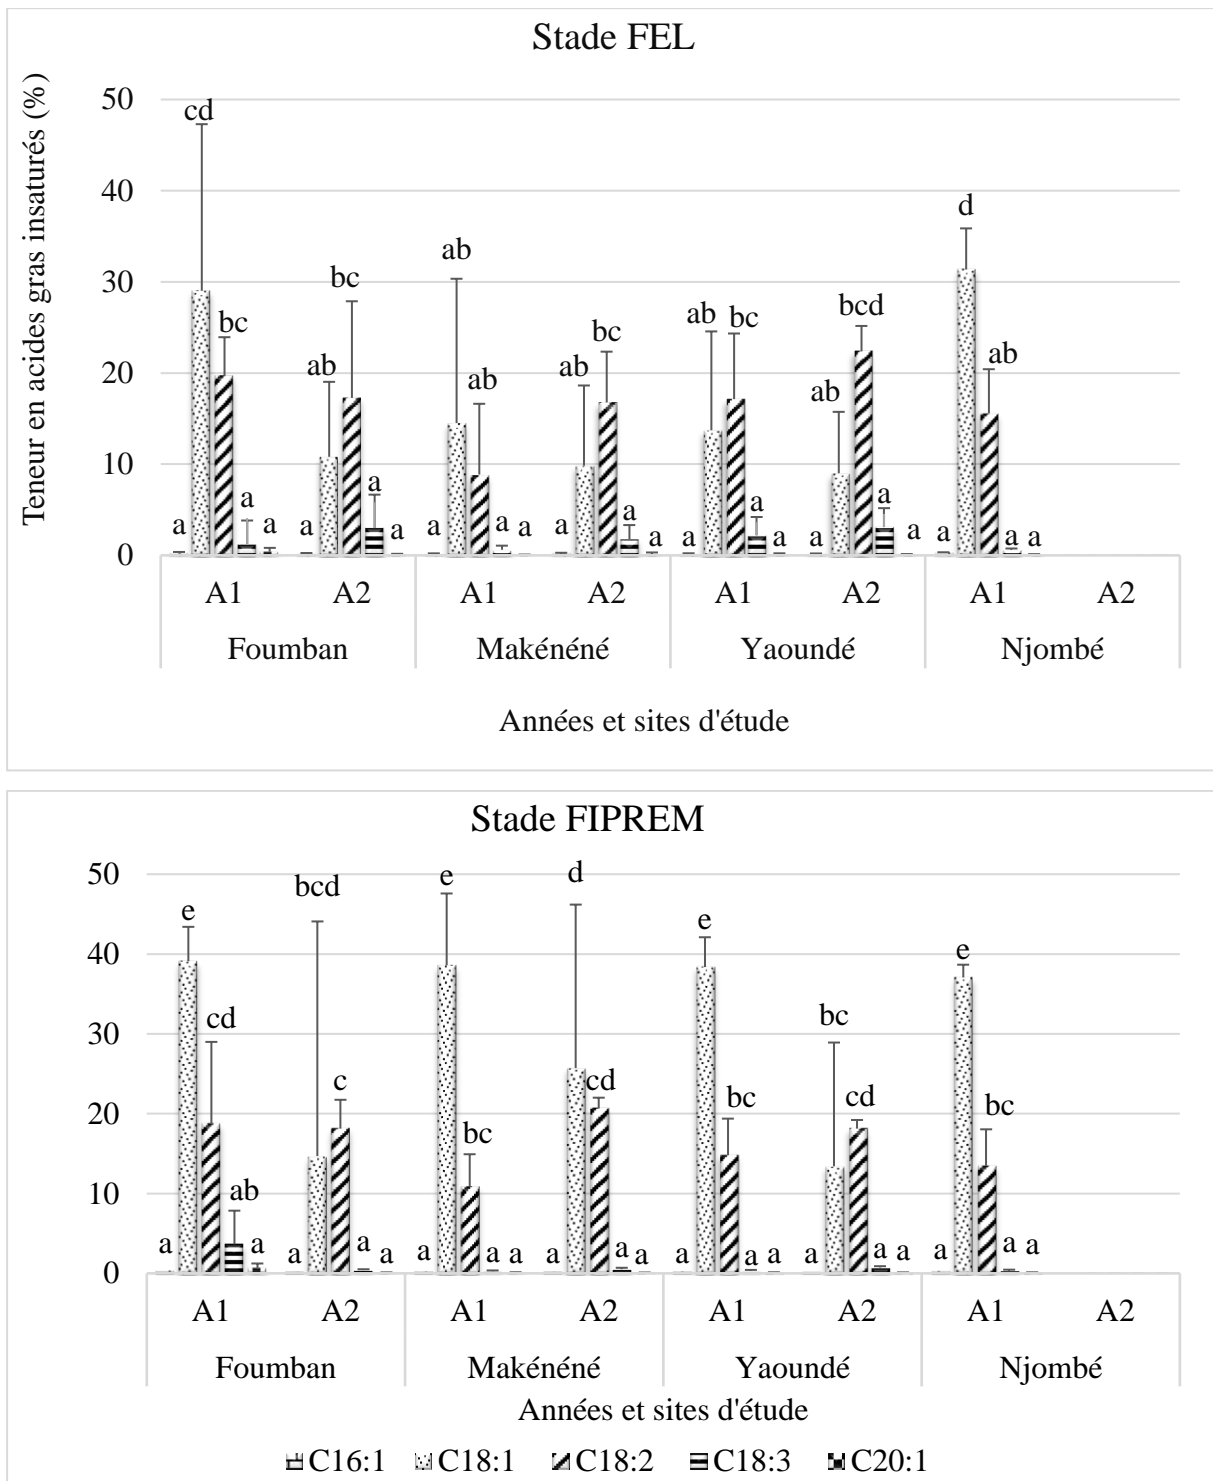 Stade FEL
Teneur en acides gras insaturés (%)
50
40
30
20
10
0
cd
bc
ab
bc
ab
ab
ab
bc
ab
bc
ab
bcd
d
ab
a a a a a a a a a a a a a a a a a a a a a
A1 A2 A1 A2 A1 A2 A1 A2
Foumban Makénéné Yaoundé Njombé
Années et sites d'étude
Stade FIPREM
50
40
30
20
10
0
e
cd
bcd
c
e
bc
d
cd
e
bc
bc
cd
e
bc
a ab a a a a a a a a a a a a a a a a a a a
A1 A2 A1 A2 A1 A2 A1 A2
Foumban Makénéné Yaoundé Njombé
Années et sites d'étude
C16:1 C18:1 C18:2 C18:3 C20:1